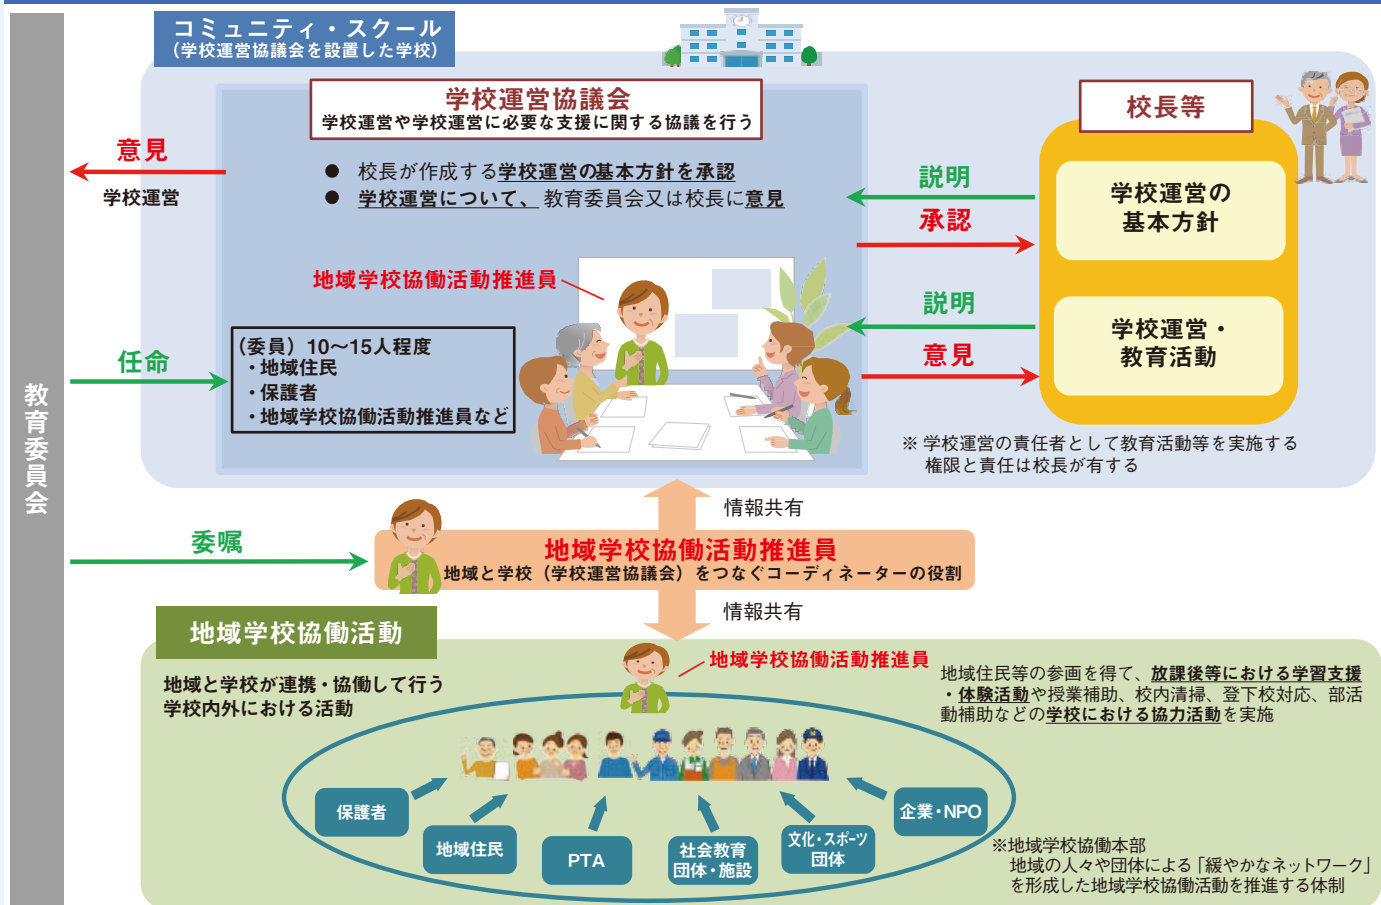 コミュニティ・スクール
(学校運営協議会を設置した学校)
学校運営協議会
学校運営や学校運営に必要な支援に関する協議を行う
校長等
意見
学校運営
● 校長が作成する学校運営の基本方針を承認
● 学校運営について、教育委員会又は校長に意見
説明
承認
学校運営の
基本方針
地域学校協働活動推進員
説明
意見
学校運営・
教育活動
任命
(委員)10〜15人程度
・地域住民
・保護者
・地域学校協働活動推進員など
教育委員会
※ 学校運営の責任者として教育活動等を実施する
権限と責任は校長が有する
情報共有
委嘱
地域学校協働活動推進員
地域と学校(学校運営協議会)をつなぐコーディネーターの役割
情報共有
地域学校協働活動
地域と学校が連携・協働して行う
学校内外における活動
地域学校協働活動推進員
地域住民等の参画を得て、放課後等における学習支援
・体験活動や授業補助、校内清掃、登下校対応、部活
動補助などの学校における協力活動を実施
保護者
地域住民
PTA
社会教育
団体・施設
文化・スポーツ
団体
企業・NPO
※地域学校協働本部
地域の人々や団体による「緩やかなネットワーク」
を形成した地域学校協働活動を推進する体制